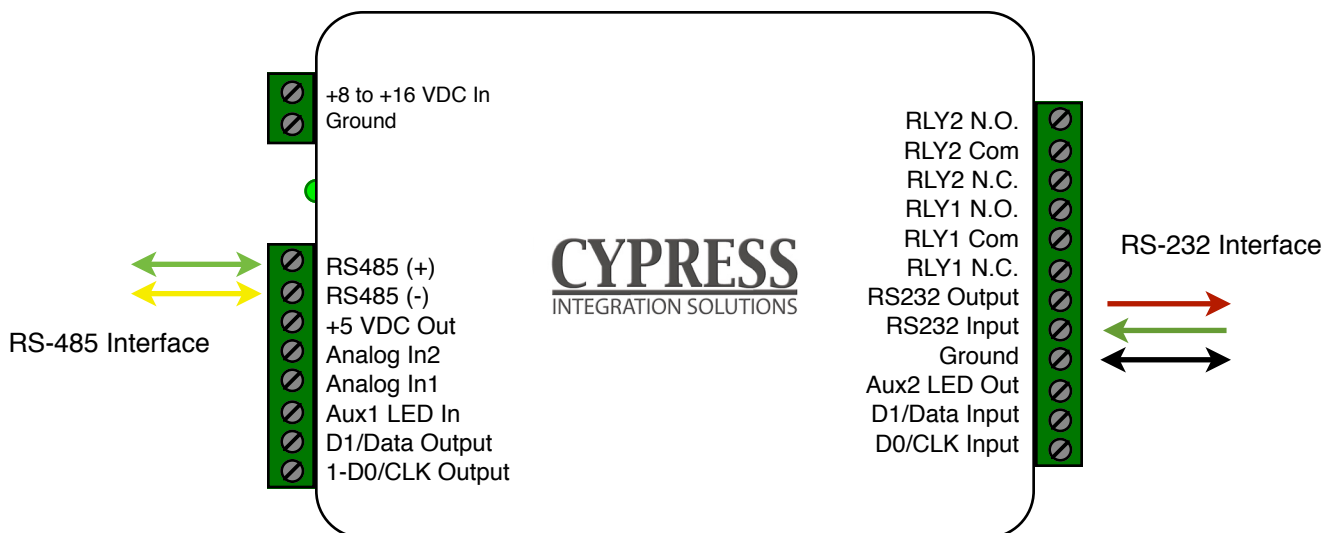 +8 to +16 VDC In
Ground
RS485 (+)
RS485 (-)
+5 VDC Out
Analog In2
Analog In1
Aux1 LED In
D1/Data Output
1-D0/CLK Output
RS-485 Interface
CYPRESS
INTEGRATION SOLUTIONS
RLY2 N.O.
RLY2 Com
RLY2 N.C.
RLY1 N.O.
RLY1 Com
RLY1 N.C.
RS232 Output
RS232 Input
Ground
Aux2 LED Out
D1/Data Input
D0/CLK Input
RS-232 Interface